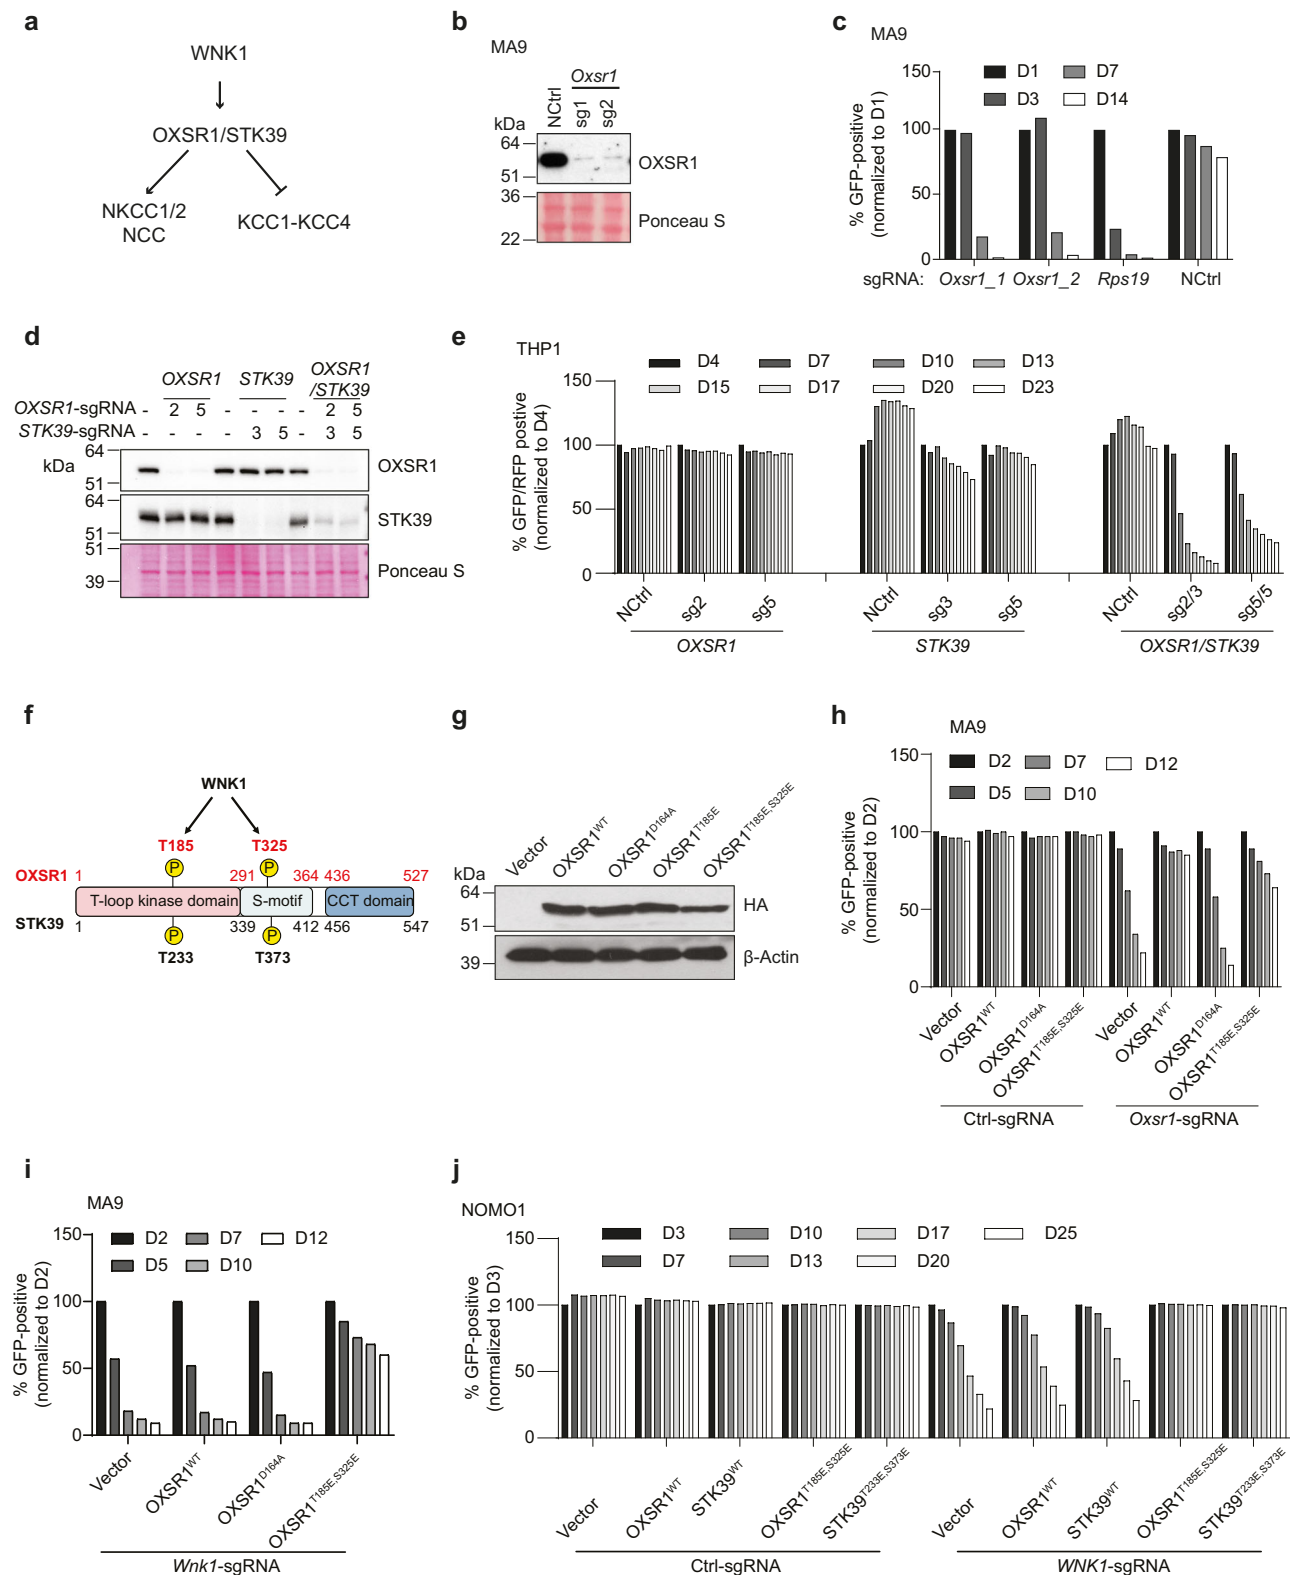 a
WNK1
OXSR1/STK39
NKCC1/2
NCC
KCC1-KCC4
b
MA9
Oxsr1
NCtrl
sg1
sg2
kDa
64
51
OXSR1
36
22
Ponceau S
c
MA9
D1
D7
D3
D14
% GFP-positive
(normalized to D1)
150
100
50
0
sgRNA:
Oxsr1_1
Oxsr1_2
Rps19
NCtrl
d
OXSR1
STK39
OXSR1
/STK39
OXSR1-sgRNA - 2 5 - - - - 2 5
STK39-sgRNA - - - - 3 5 - 3 5
kDa
64
51
OXSR1
64
51
STK39
51
39
Ponceau S
e
THP1
D4
D7
D10
D13
D15
D17
D20
D23
% GFP/RFP postive
(normalized to D4)
150
100
50
0
NCtrl
sg2
sg5
NCtrl
sg3
sg5
NCtrl
sg2/3
sg5/5
OXSR1
STK39
OXSR1/STK39
f
WNK1
T185
T325
P
P
OXSR1 1 291 364 436 527
T-loop kinase domain
S-motif
CCT domain
STK39 1 339 412 456 547
P
P
T233
T373
g
Vector
OXSR1WT
OXSR1D164A
OXSR1T185E
OXSR1T185E,S325E
kDa
64
51
HA
39
β-Actin
h
MA9
D2
D7
D12
D5
D10
% GFP-positive
(normalized to D2)
150
100
50
0
Vector
OXSR1WT
OXSR1D164A
OXSR1T185E,S325E
Vector
OXSR1WT
OXSR1D164A
OXSR1T185E,S325E
Ctrl-sgRNA
Oxsr1-sgRNA
i
MA9
D2
D7
D12
D5
D10
% GFP-positive
(normalized to D2)
150
100
50
0
Vector
OXSR1WT
OXSR1D164A
OXSR1T185E,S325E
Wnk1-sgRNA
j
NOMO1
D3
D10
D17
D25
D7
D13
D20
% GFP-positive
(normalized to D3)
150
100
50
0
Vector
OXSR1WT
STK39WT
OXSR1T185E,S325E
STK39T233E,S373E
Vector
OXSR1WT
STK39WT
OXSR1T185E,S325E
STK39T233E,S373E
Ctrl-sgRNA
WNK1-sgRNA